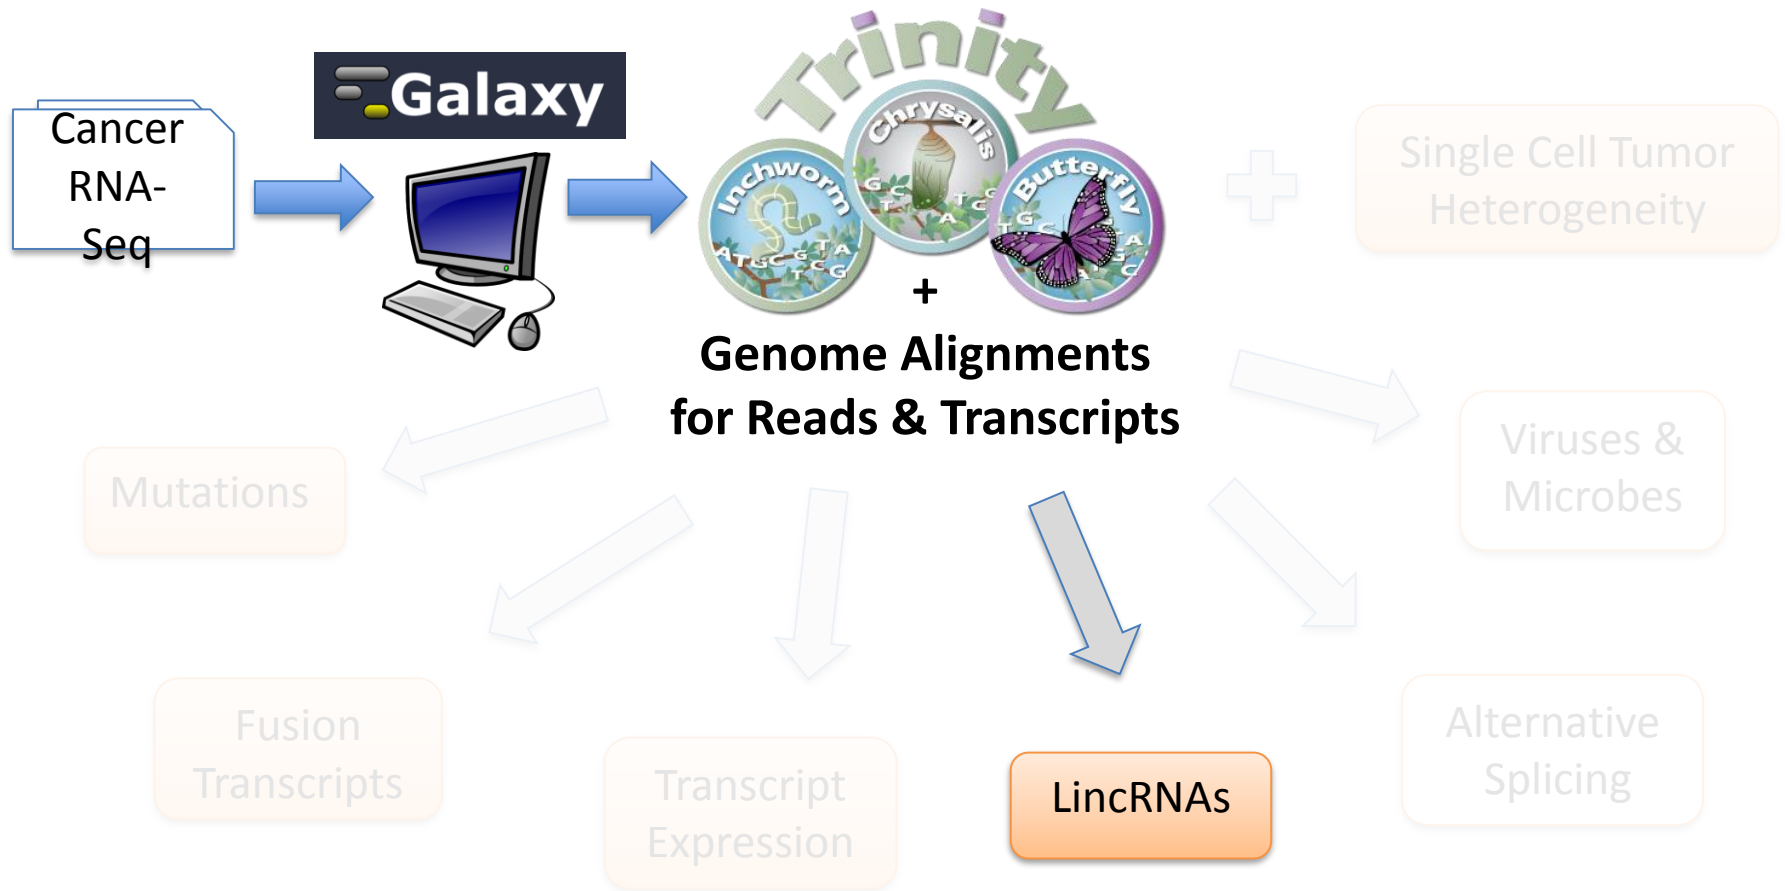 Cancer
RNA-
Seq
Galaxy
Trinity
Inchworm
Chrysalis
Butterfly
+
Genome Alignments
for Reads & Transcripts
Single Cell Tumor
Heterogeneity
Mutations
Viruses &
Microbes
Fusion
Transcripts
Transcript
Expression
LincRNAs
Alternative
Splicing